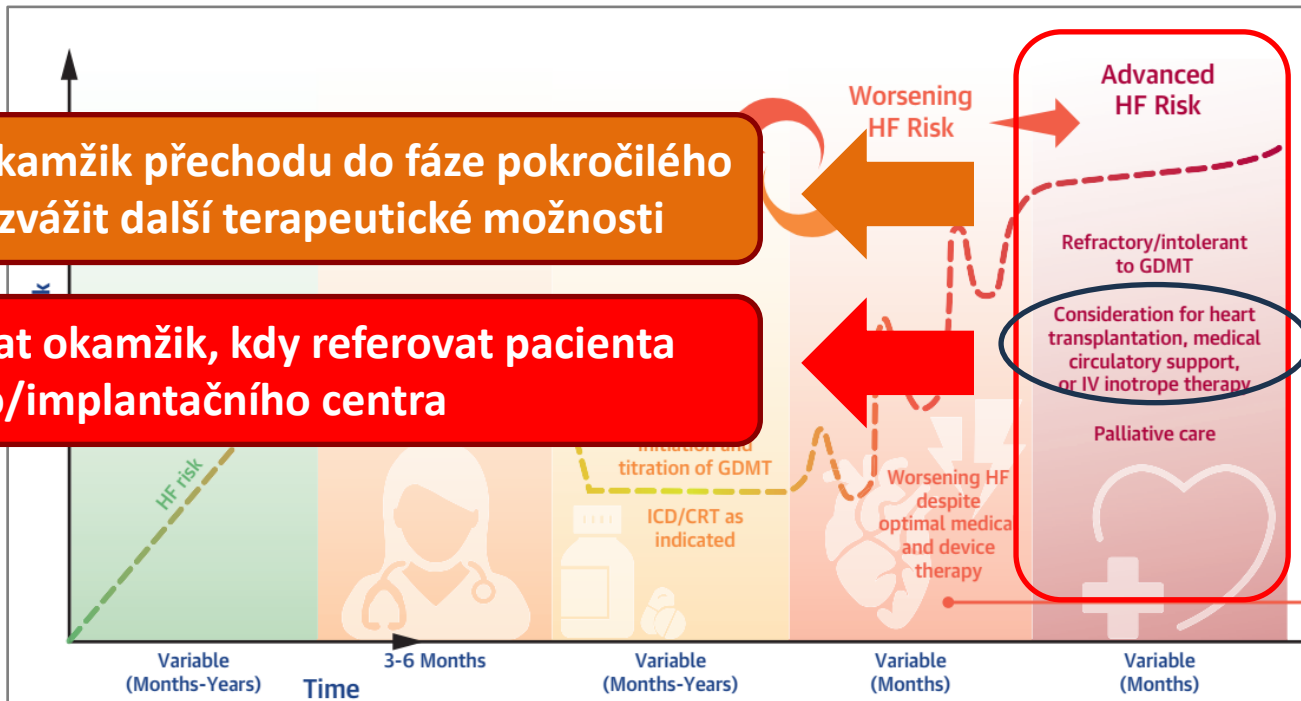 Advanced
HF Risk
Worsening
HF Risk
kamžik přechodu do fáze pokročilého
zvážit další terapeutické možnosti
Refractory/intolerant
to GDMT
Consideration for heart
transplantation, medical
circulatory support,
or IV inotrope therapy
Palliative care
at okamžik, kdy referovat pacienta
o/implantačního centra
HF risk
Initiation and
titration of GDMT
ICD/CRT as
indicated
Worsening HF
despite
optimal medica
and device
therapy
Variable
(Months-Years)
3-6 Months
Variable
(Months-Years)
Variable
(Months)
Variable
(Months)
Time